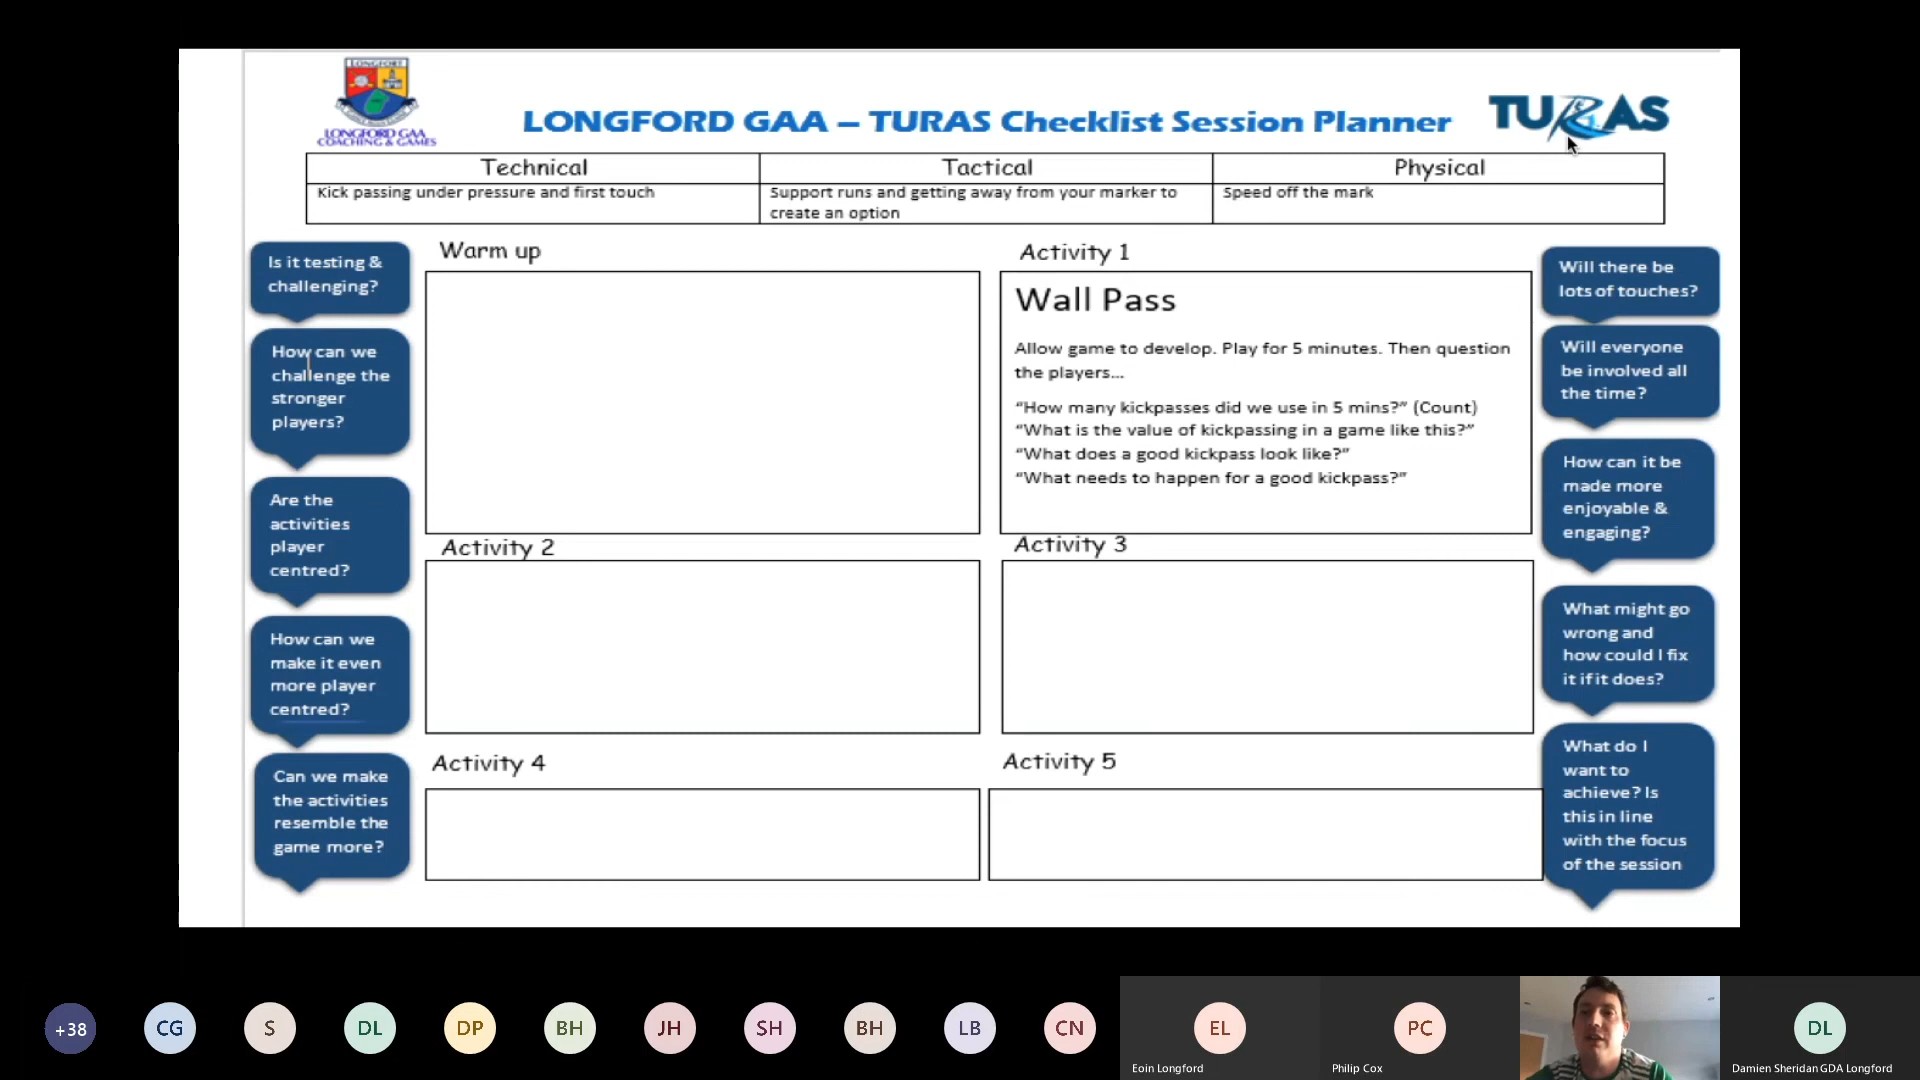 LONGFORD
LONGFORD GAA
COACHING & GAMES
LONGFORD GAA – TURAS Checklist Session Planner
TURAS
Technical
Tactical
Physical
Kick passing under pressure and first touch
Support runs and getting away from your marker to
create an option
Speed off the mark
Warm up
Activity 1
Wall Pass
Allow game to develop. Play for 5 minutes. Then question
the players...
“How many kickpasses did we use in 5 mins?” (Count)
“What is the value of kickpassing in a game like this?”
“What does a good kickpass look like?”
“What needs to happen for a good kickpass?”
Activity 2
Activity 3
Activity 4
Activity 5
Is it testing &
challenging?
How can we
challenge the
stronger
players?
Are the
activities
player
centred?
How can we
make it even
more player
centred?
Can we make
the activities
resemble the
game more?
Will there be
lots of touches?
Will everyone
be involved all
the time?
How can it be
made more
enjoyable &
engaging?
What might go
wrong and
how could I fix
it if it does?
What do I
want to
achieve? Is
this in line
with the focus
of the session
+38
CG
S
DL
DP
BH
JH
SH
BH
LB
CN
EL
Eoin Longford
PC
Philip Cox
DL
Damien Sheridan GDA Longford